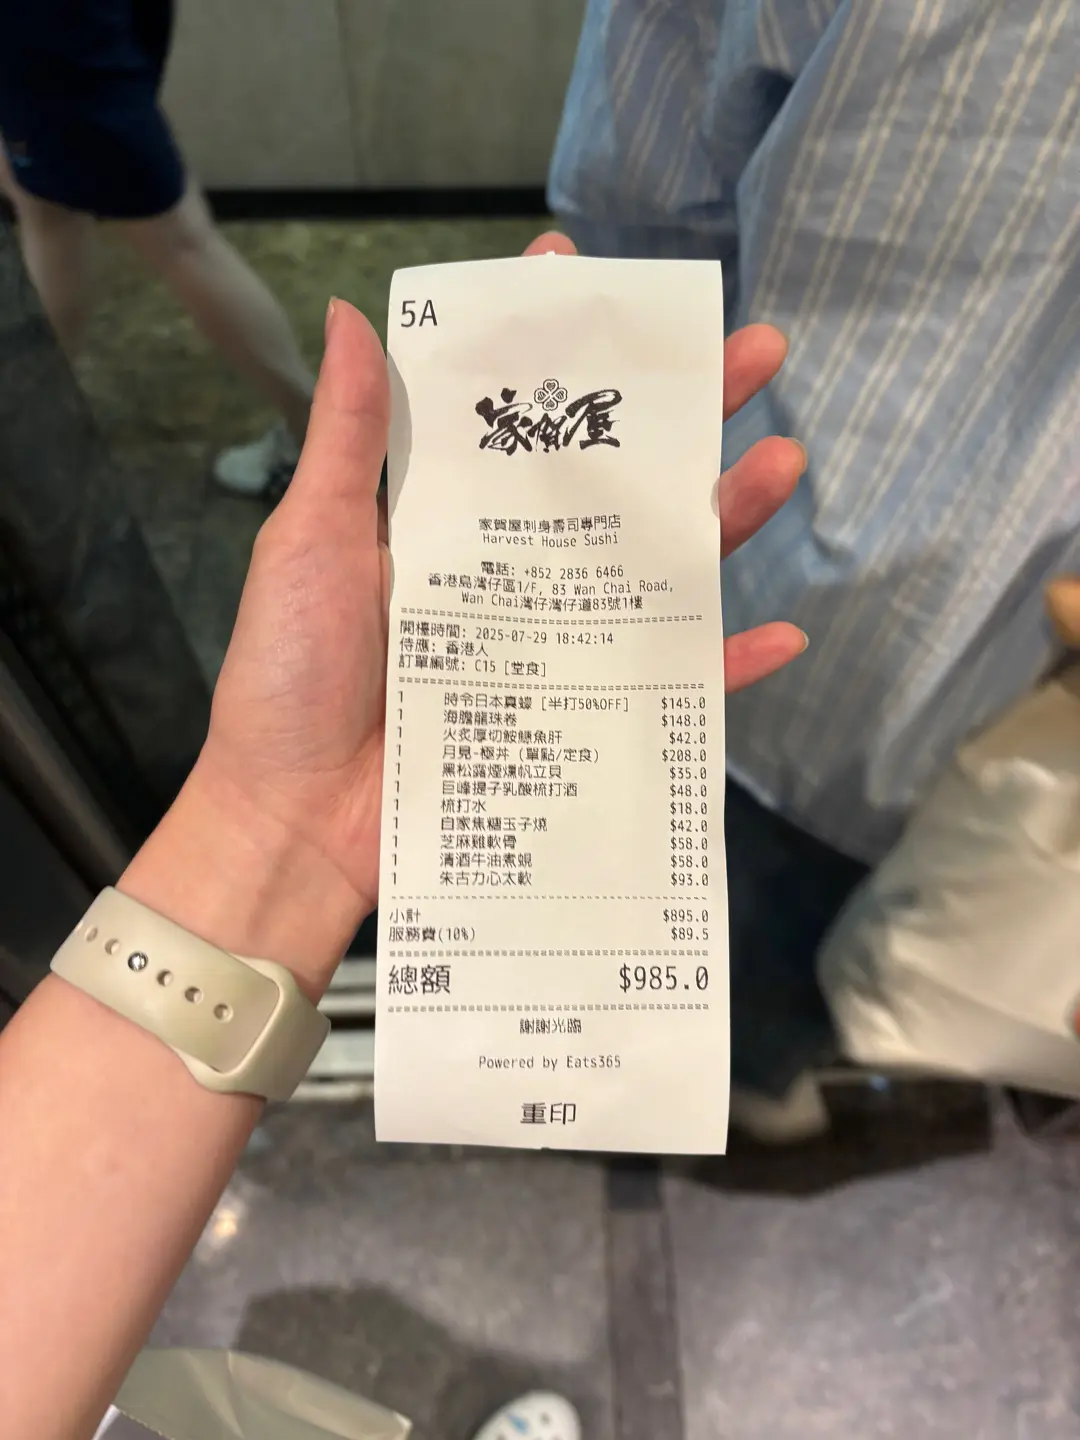 5A
家賀屋
家賀屋刺身壽司專門店
Harvest House Sushi
電話: +852 2836 6466
香港島灣仔區1/F, 83 Wan Chai Road,
Wan Chai灣仔灣仔道83號1樓
開檯時間: 2025-07-29 18:42:14
侍應: 香港人
訂單編號: C15 [堂食]
1 時令日本真蠔 [半打50%OFF] $145.0
1 海膽龍珠卷 $148.0
1 火炙厚切鮟鱇魚肝 $42.0
1 月見-極丼 (單點/定食) $208.0
1 黑松露煙燻帆立貝 $35.0
1 巨峰提子乳酸梳打酒 $48.0
1 梳打水 $18.0
1 自家焦糖玉子燒 $42.0
1 芝麻雞軟骨 $58.0
1 清酒牛油煮蜆 $58.0
1 朱古力心太軟 $93.0
小計 $895.0
服務費(10%) $89.5
總額 $985.0
謝謝光臨
Powered by Eats365
重印